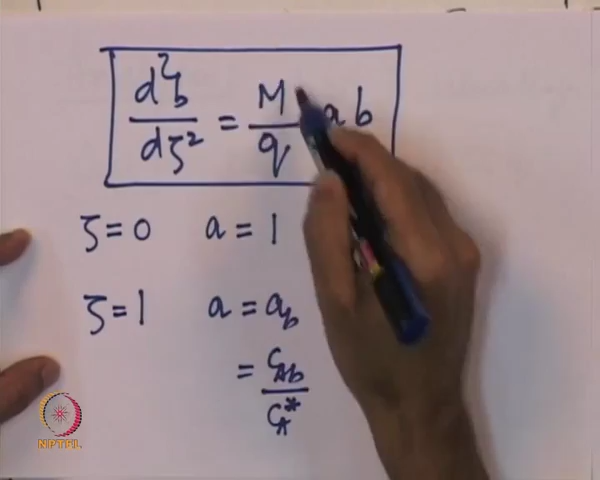 d²b/dζ² = M/q ab
ζ = 0 a = 1
ζ = 1 a = a_b
= C_Ab/C_A*
NPTEL